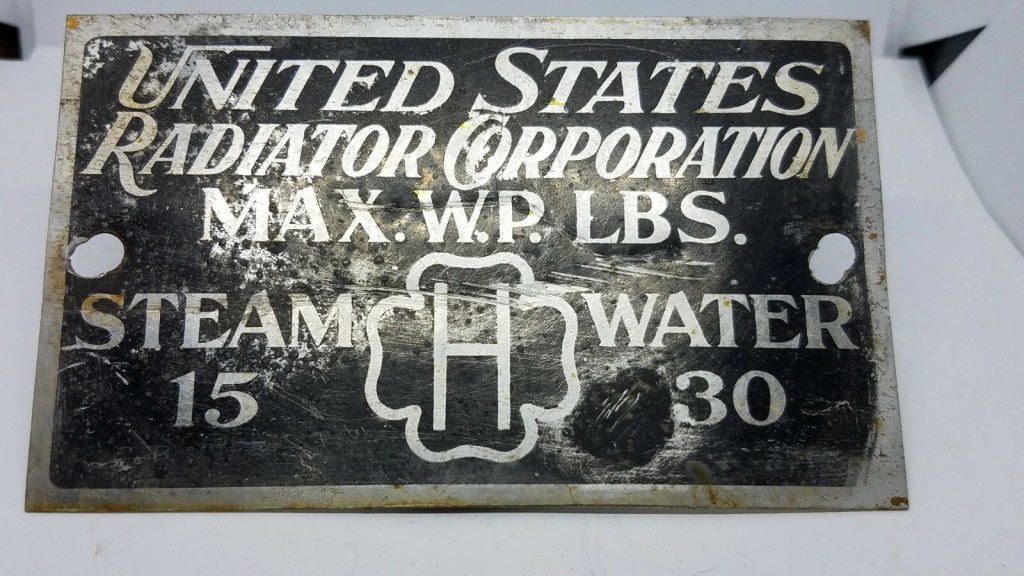 UNITED STATES
RADIATOR CORPORATION
MAX. W.P. LBS.
STEAM H WATER
15 30